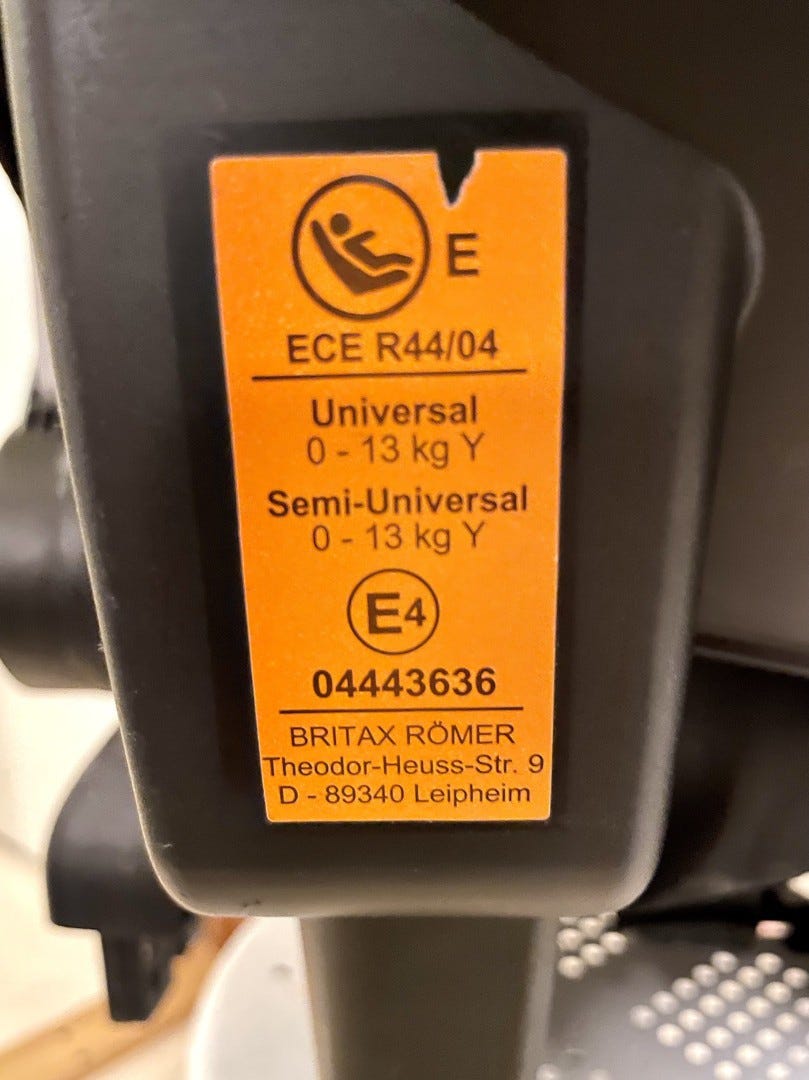 E
ECE R44/04
Universal
0 - 13 kg Y
Semi-Universal
0 - 13 kg Y
E4
04443636
BRITAX RÖMER
Theodor-Heuss-Str. 9
D - 89340 Leipheim